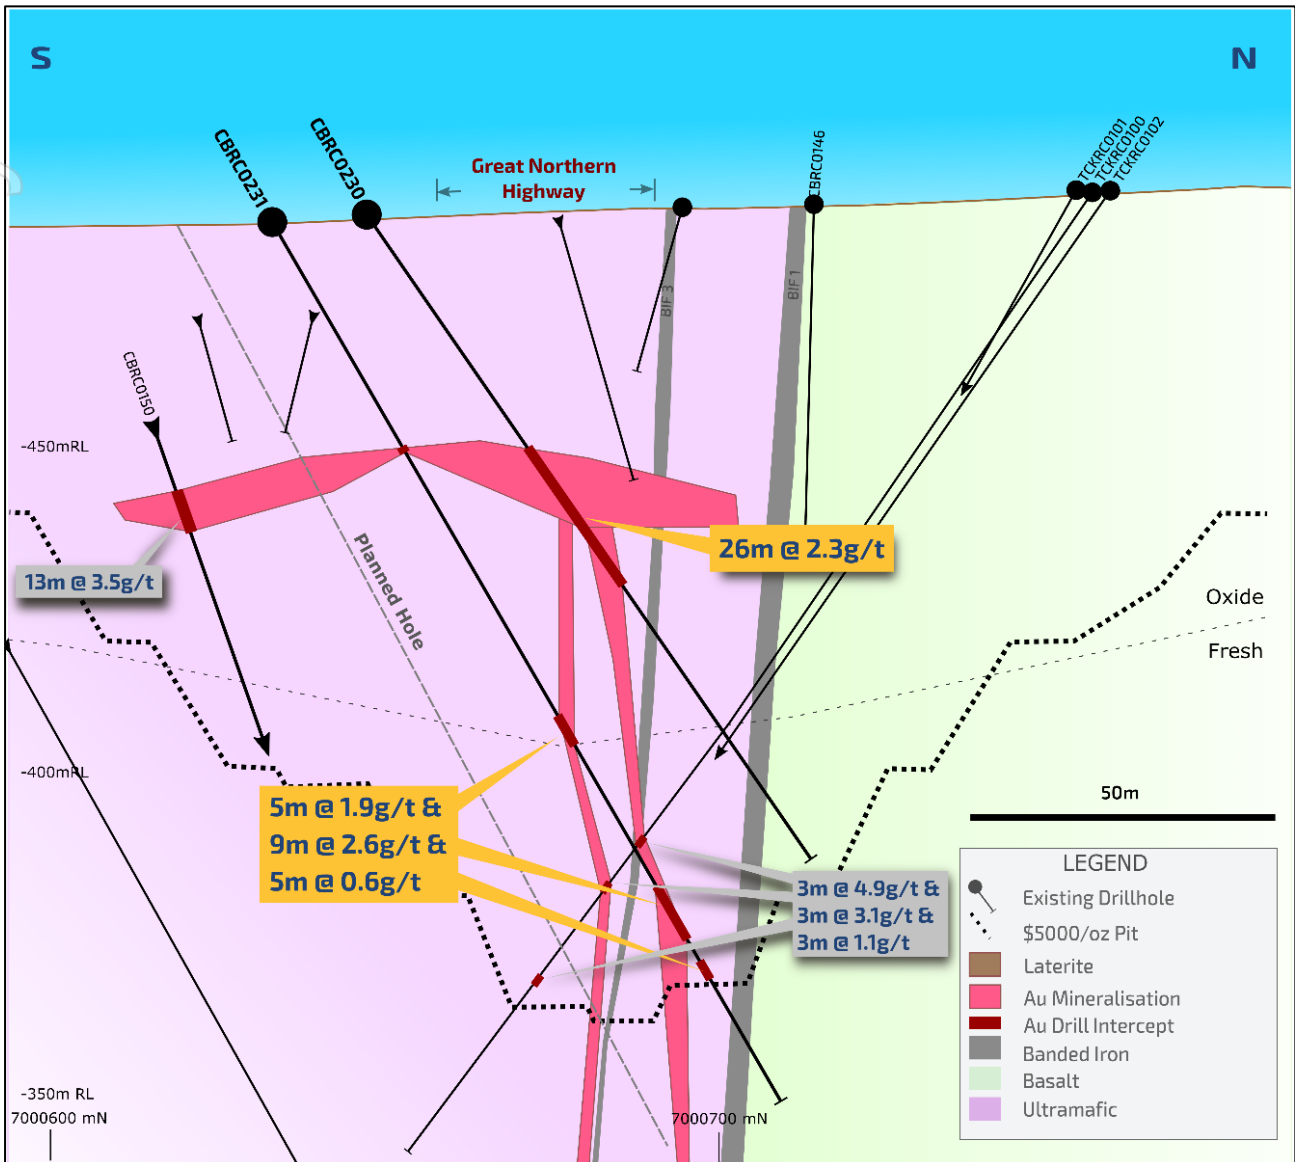 S
N
CBRC0231
CBRC0230
Great Northern
Highway
CBRC0146
TCKRC0101
TCKRC0100
TCKRC0102
BIF 3
BIF 1
CBRC0150
-450mRL
26m @ 2.3g/t
13m @ 3.5g/t
Planned Hole
Oxide
Fresh
-400mRL
50m
5m @ 1.9g/t &
9m @ 2.6g/t &
5m @ 0.6g/t
3m @ 4.9g/t &
3m @ 3.1g/t &
3m @ 1.1g/t
LEGEND
Existing Drillhole
$5000/oz Pit
Laterite
Au Mineralisation
Au Drill Intercept
Banded Iron
Basalt
Ultramafic
-350m RL
7000600 mN
7000700 mN